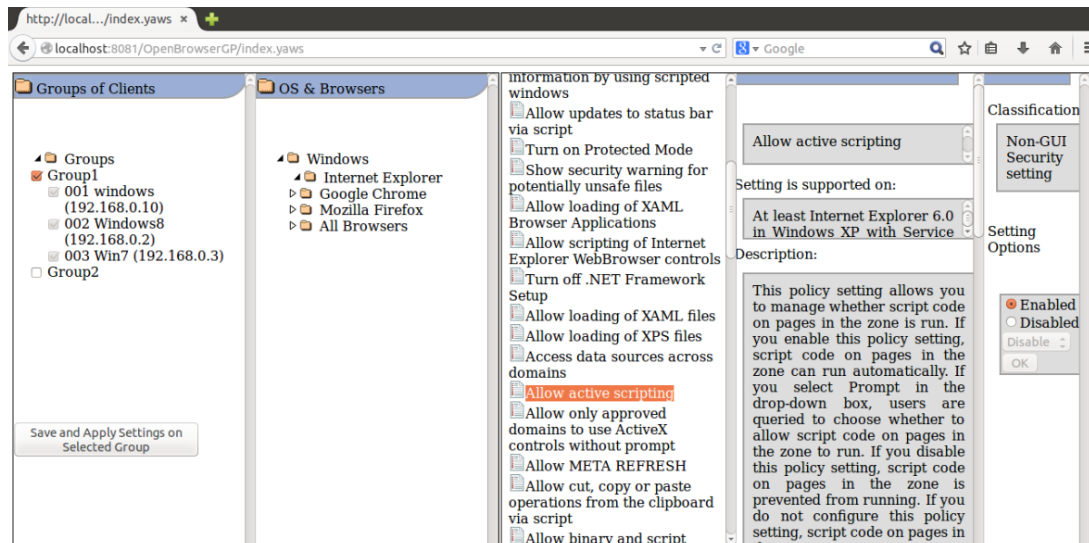 http://local.../index.yaws
localhost:8081/OpenBrowserGP/index.yaws
Google
Groups of Clients
Groups
Group1
001 windows
(192.168.0.10)
002 Windows8
(192.168.0.2)
003 Win7 (192.168.0.3)
Group2
Save and Apply Settings on
Selected Group
OS & Browsers
Windows
Internet Explorer
Google Chrome
Mozilla Firefox
All Browsers
information by using scripted
windows
Allow updates to status bar
via script
Turn on Protected Mode
Show security warning for
potentially unsafe files
Allow loading of XAML
Browser Applications
Allow scripting of Internet
Explorer WebBrowser controls
Turn off .NET Framework
Setup
Allow loading of XAML files
Allow loading of XPS files
Access data sources across
domains
Allow active scripting
Allow only approved
domains to use ActiveX
controls without prompt
Allow META REFRESH
Allow cut, copy or paste
operations from the clipboard
via script
Allow binary and script
Allow active scripting
Setting is supported on:
At least Internet Explorer 6.0
in Windows XP with Service
Description:
This policy setting allows you
to manage whether script code
on pages in the zone is run. If
you enable this policy setting,
script code on pages in the
zone can run automatically. If
you select Prompt in the
drop-down box, users are
queried to choose whether to
allow script code on pages in
the zone to run. If you disable
this policy setting, script code
on pages in the zone is
prevented from running. If you
do not configure this policy
setting, script code on pages in
Classification
Non-GUI
Security
setting
Setting
Options
Enabled
Disabled
Disable
OK